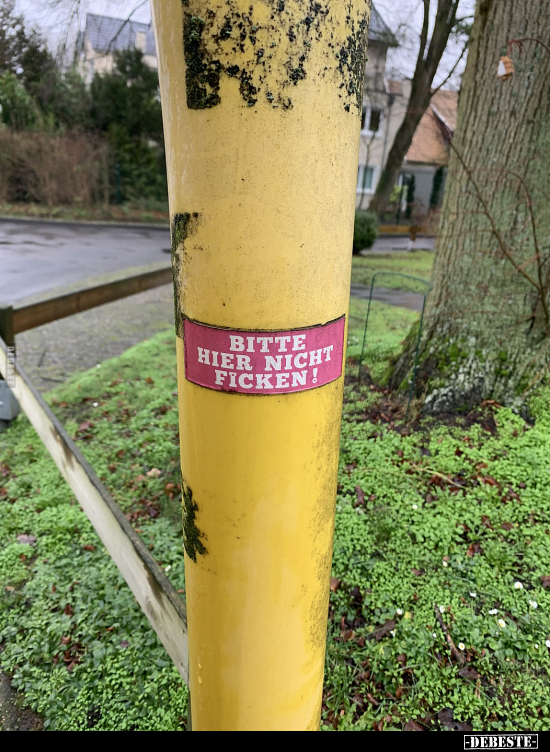 BITTE
HIER NICHT
FICKEN!
-DEBESTE-